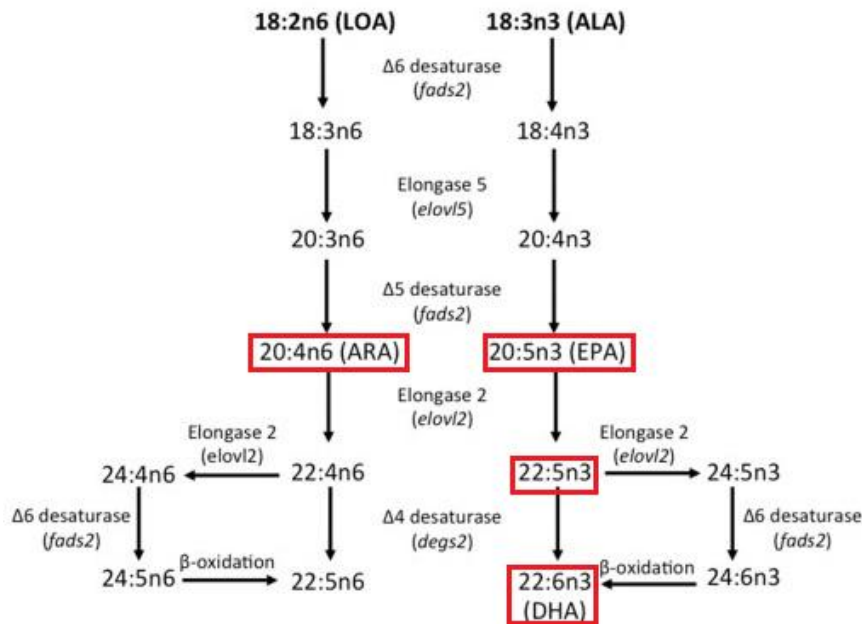 18:2n6 (LOA)
18:3n3 (ALA)
Δ6 desaturase
(fads2)
18:3n6
18:4n3
Elongase 5
(elovl5)
20:3n6
20:4n3
Δ5 desaturase
(fads2)
20:4n6 (ARA)
20:5n3 (EPA)
Elongase 2
(elovl2)
Elongase 2
(elovl2)
Elongase 2
(elovl2)
24:4n6
22:4n6
22:5n3
24:5n3
Δ6 desaturase
(fads2)
Δ4 desaturase
(degs2)
Δ6 desaturase
(fads2)
24:5n6
β-oxidation
22:5n6
22:6n3
(DHA)
β-oxidation
24:6n3